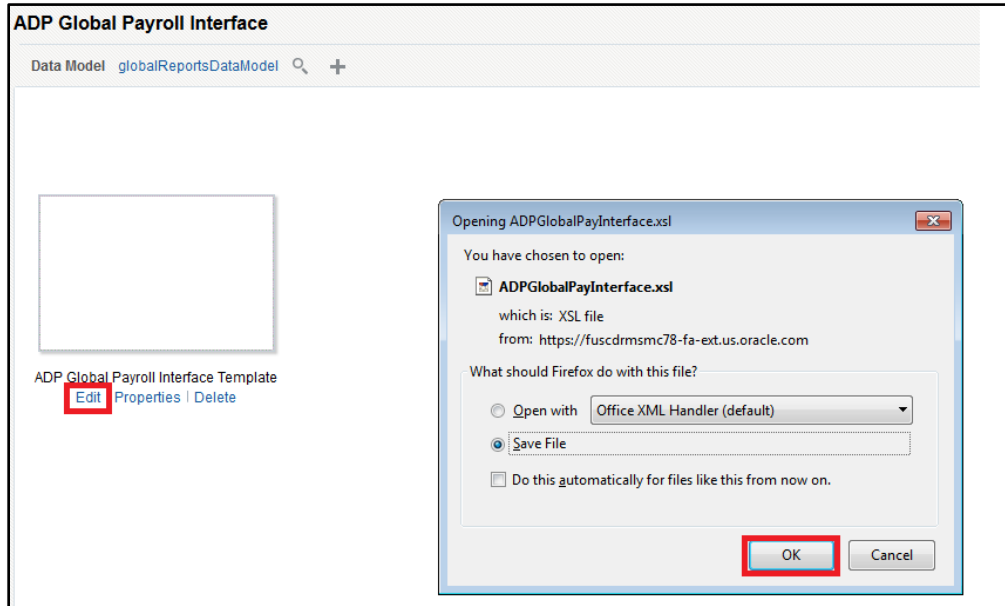 ADP Global Payroll Interface
Data Model globalReportsDataModel
ADP Global Payroll Interface Template
Edit Properties | Delete
Opening ADPGlobalPayInterface.xsl
You have chosen to open:
ADPGlobalPayInterface.xsl
which is: XSL file
from: https://fuscdrmsmc78-fa-ext.us.oracle.com
What should Firefox do with this file?
Open with Office XML Handler (default)
Save File
Do this automatically for files like this from now on.
OK Cancel